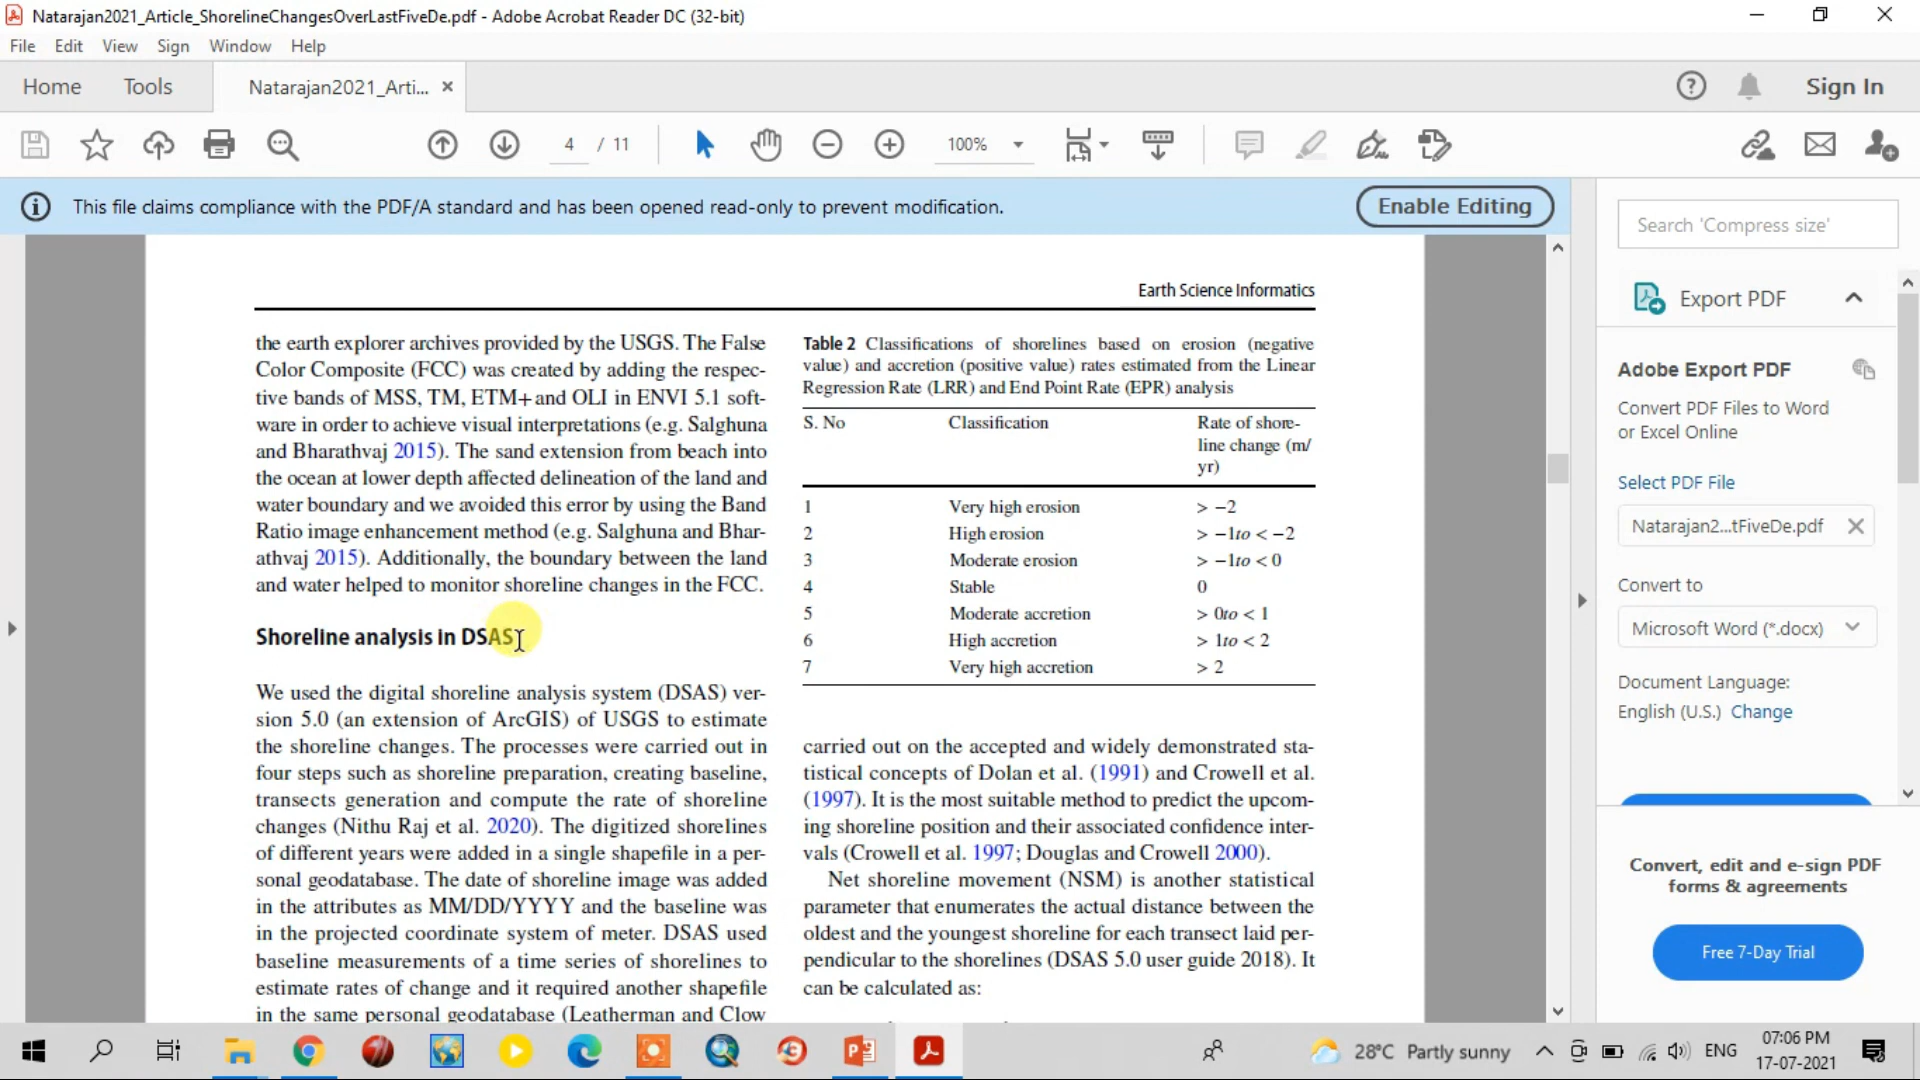 Natarajan2021_Article_ShorelineChangesOverLastFiveDe.pdf - Adobe Acrobat Reader DC (32-bit)
File Edit View Sign Window Help
Home Tools Natarajan2021_Arti... × Sign In
4 / 11 100%
This file claims compliance with the PDF/A standard and has been opened read-only to prevent modification. Enable Editing
Earth Science Informatics
the earth explorer archives provided by the USGS. The False
Color Composite (FCC) was created by adding the respec-
tive bands of MSS, TM, ETM+and OLI in ENVI 5.1 soft-
ware in order to achieve visual interpretations (e.g. Salghuna
and Bharathvaj 2015). The sand extension from beach into
the ocean at lower depth affected delineation of the land and
water boundary and we avoided this error by using the Band
Ratio image enhancement method (e.g. Salghuna and Bhar-
athvaj 2015). Additionally, the boundary between the land
and water helped to monitor shoreline changes in the FCC.
Shoreline analysis in DSAS
We used the digital shoreline analysis system (DSAS) ver-
sion 5.0 (an extension of ArcGIS) of USGS to estimate
the shoreline changes. The processes were carried out in
four steps such as shoreline preparation, creating baseline,
transects generation and compute the rate of shoreline
changes (Nithu Raj et al. 2020). The digitized shorelines
of different years were added in a single shapefile in a per-
sonal geodatabase. The date of shoreline image was added
in the attributes as MM/DD/YYYY and the baseline was
in the projected coordinate system of meter. DSAS used
baseline measurements of a time series of shorelines to
estimate rates of change and it required another shapefile
in the same personal geodatabase (Leatherman and Clow
Table 2 Classifications of shorelines based on erosion (negative
value) and accretion (positive value) rates estimated from the Linear
Regression Rate (LRR) and End Point Rate (EPR) analysis
S. No Classification Rate of shore-
line change (m/
yr)
1 Very high erosion > −2
2 High erosion > −1to < −2
3 Moderate erosion > −1to < 0
4 Stable 0
5 Moderate accretion > 0to < 1
6 High accretion > 1to < 2
7 Very high accretion > 2
carried out on the accepted and widely demonstrated sta-
tistical concepts of Dolan et al. (1991) and Crowell et al.
(1997). It is the most suitable method to predict the upcom-
ing shoreline position and their associated confidence inter-
vals (Crowell et al. 1997; Douglas and Crowell 2000).
Net shoreline movement (NSM) is another statistical
parameter that enumerates the actual distance between the
oldest and the youngest shoreline for each transect laid per-
pendicular to the shorelines (DSAS 5.0 user guide 2018). It
can be calculated as:
Search 'Compress size'
Export PDF
Adobe Export PDF
Convert PDF Files to Word
or Excel Online
Select PDF File
Natarajan2...tFiveDe.pdf
Convert to
Microsoft Word (*.docx)
Document Language:
English (U.S.) Change
Convert, edit and e-sign PDF
forms & agreements
Free 7-Day Trial
28°C Partly sunny ENG 07:06 PM
17-07-2021